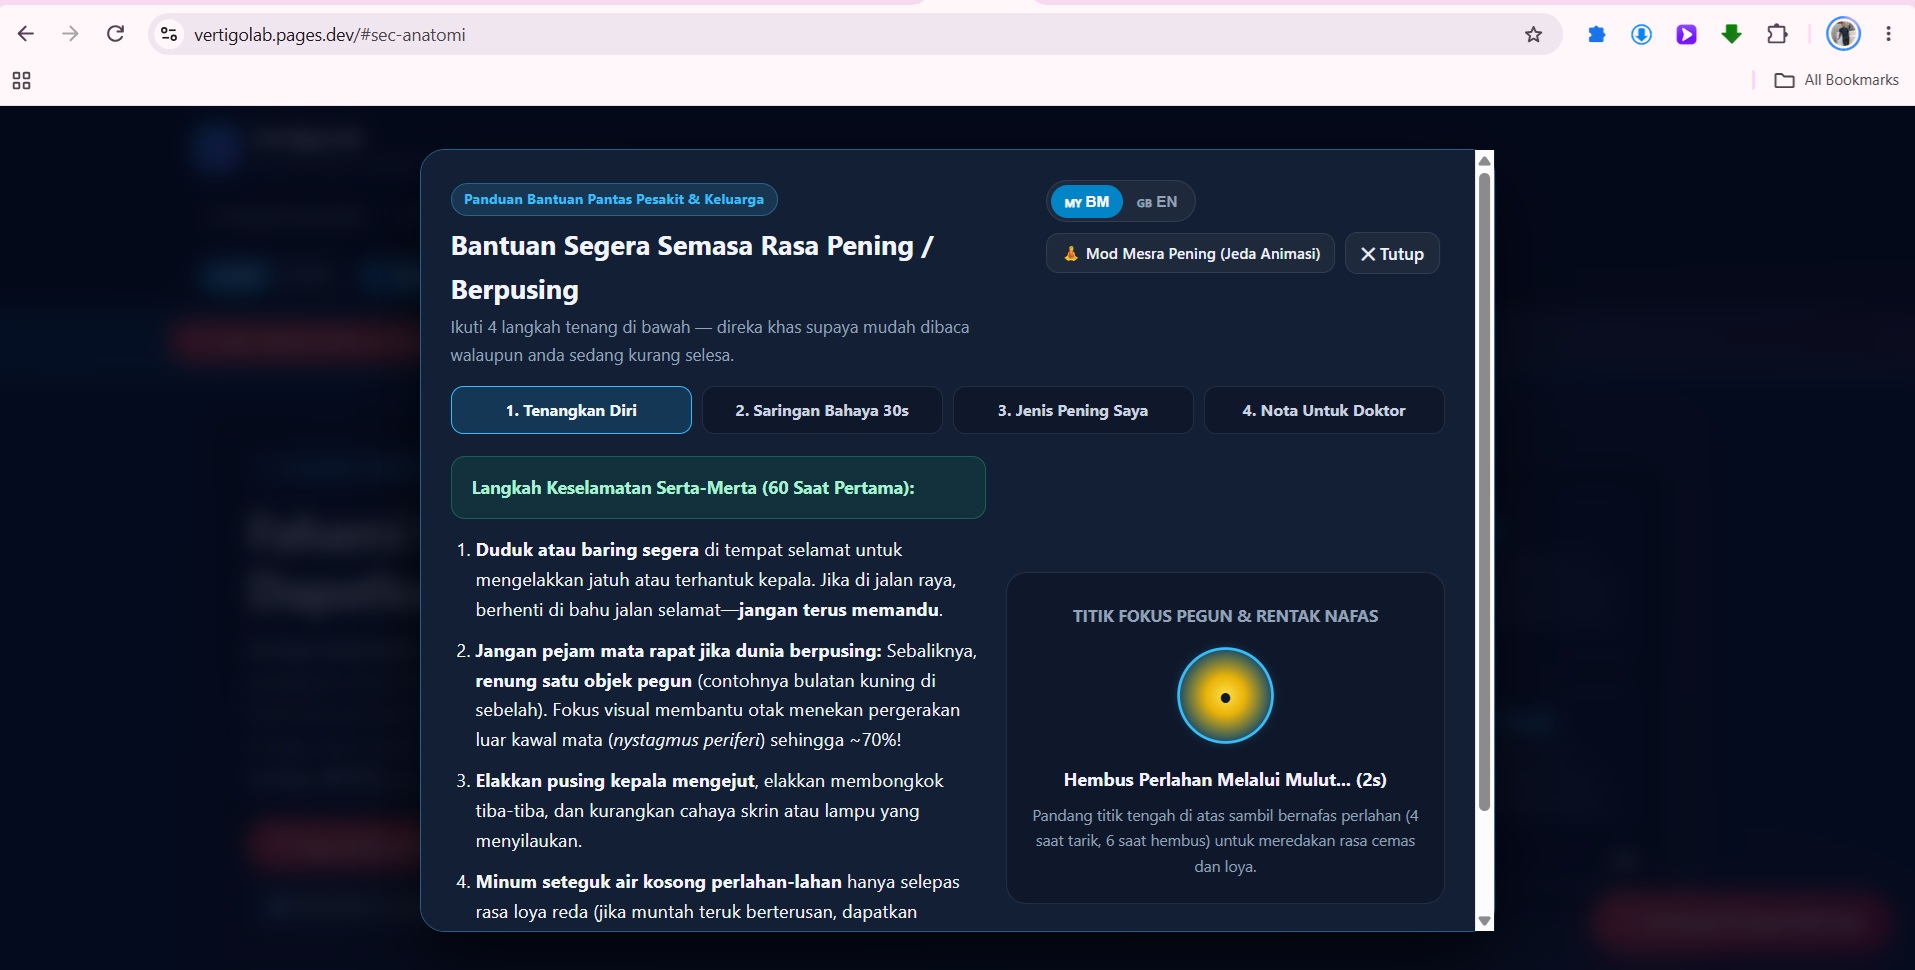 vertigolab.pages.dev/#sec-anatomi
All Bookmarks
Panduan Bantuan Pantas Pesakit & Keluarga
MY BM
GB EN
Bantuan Segera Semasa Rasa Pening /
Berpusing
🧘 Mod Mesra Pening (Jeda Animasi)
✕ Tutup
Ikuti 4 langkah tenang di bawah — direka khas supaya mudah dibaca
walaupun anda sedang kurang selesa.
1. Tenangkan Diri
2. Saringan Bahaya 30s
3. Jenis Pening Saya
4. Nota Untuk Doktor
Langkah Keselamatan Serta-Merta (60 Saat Pertama):
1. Duduk atau baring segera di tempat selamat untuk
mengelakkan jatuh atau terhantuk kepala. Jika di jalan raya,
berhenti di bahu jalan selamat—jangan terus memandu.
2. Jangan pejam mata rapat jika dunia berpusing: Sebaliknya,
renung satu objek pegun (contohnya bulatan kuning di
sebelah). Fokus visual membantu otak menekan pergerakan
luar kawal mata (nystagmus periferi) sehingga ~70%!
3. Elakkan pusing kepala mengejut, elakkan membongkok
tiba-tiba, dan kurangkan cahaya skrin atau lampu yang
menyilaukan.
4. Minum seteguk air kosong perlahan-lahan hanya selepas
rasa loya reda (jika muntah teruk berterusan, dapatkan
TITIK FOKUS PEGUN & RENTAK NAFAS
Hembus Perlahan Melalui Mulut... (2s)
Pandang titik tengah di atas sambil bernafas perlahan (4
saat tarik, 6 saat hembus) untuk meredakan rasa cemas
dan loya.